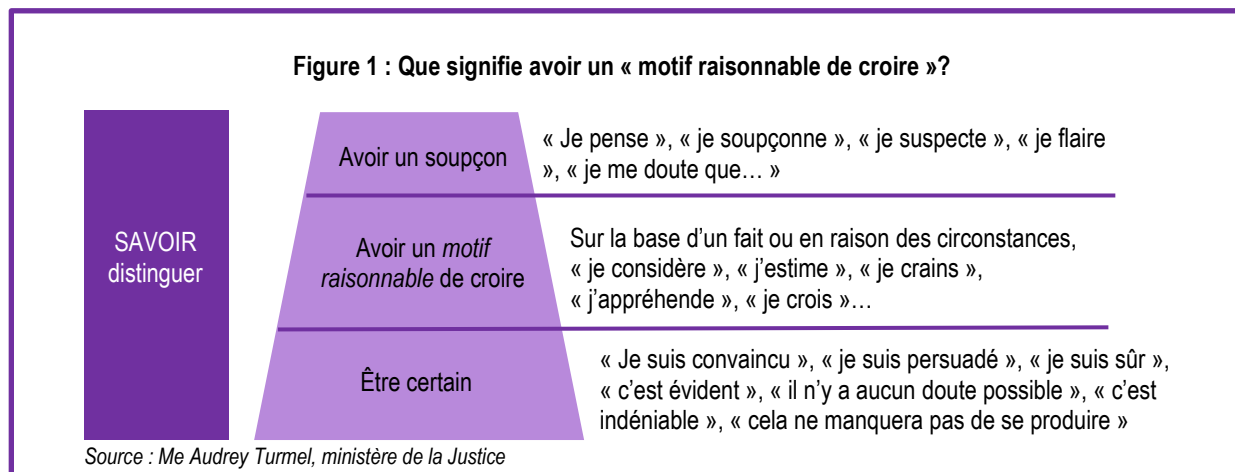 Figure 1 : Que signifie avoir un « motif raisonnable de croire »?
SAVOIR
distinguer
Avoir un soupçon
« Je pense », « je soupçonne », « je suspecte », « je flaire
», « je me doute que… »
Avoir un motif
raisonnable de croire
Sur la base d’un fait ou en raison des circonstances,
« je considère », « j’estime », « je crains »,
« j’appréhende », « je crois »…
Être certain
« Je suis convaincu », « je suis persuadé », « je suis sûr »,
« c’est évident », « il n’y a aucun doute possible », « c’est
indéniable », « cela ne manquera pas de se produire »
Source : Me Audrey Turmel, ministère de la Justice